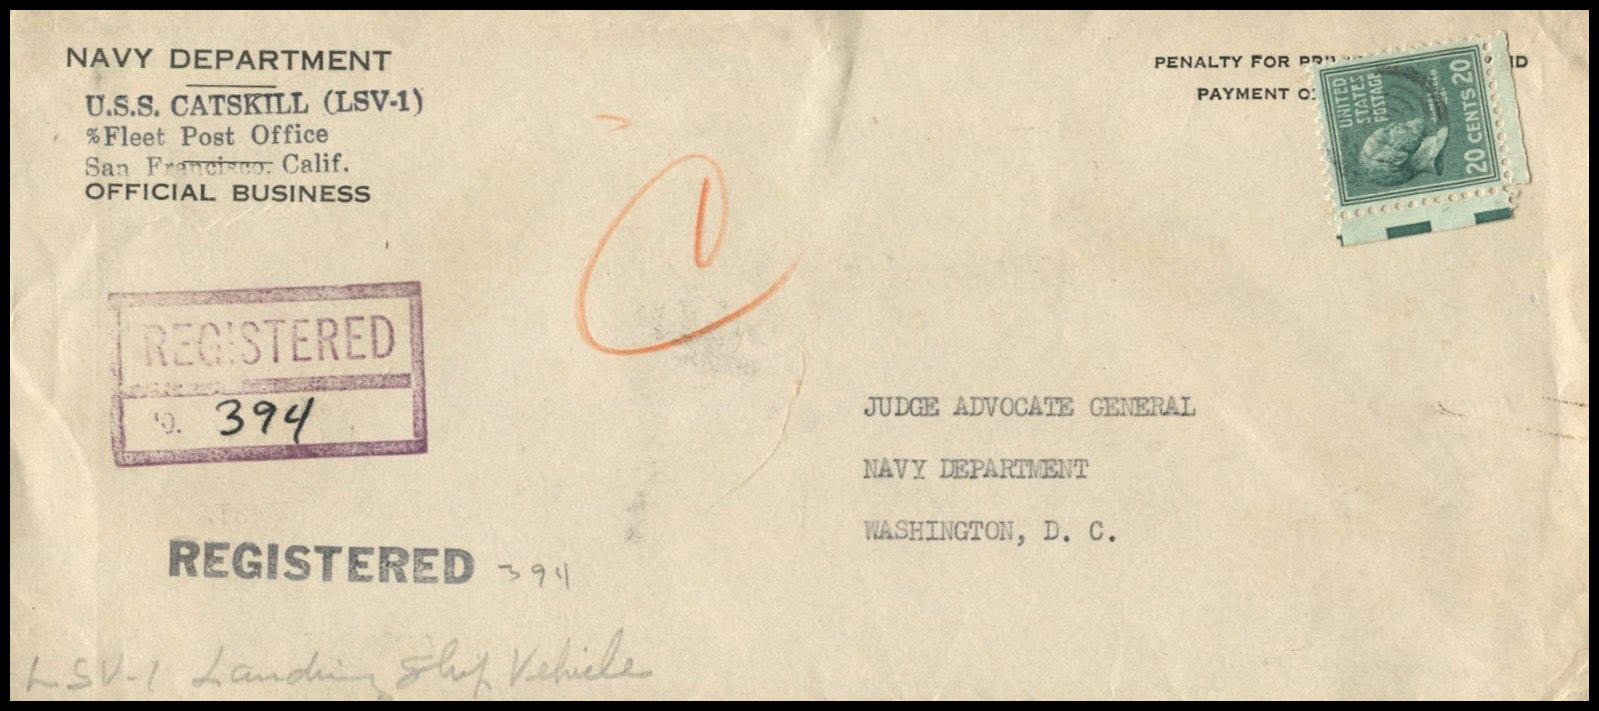 NAVY DEPARTMENT
U.S.S. CATSKILL (LSV-1)
% Fleet Post Office
San Francisco, Calif.
OFFICIAL BUSINESS
PENALTY FOR
PAYMENT
UNITED
STATES
POSTAGE
20 CENTS 20
REGISTERED
394
JUDGE ADVOCATE GENERAL
NAVY DEPARTMENT
WASHINGTON, D. C.
REGISTERED 394
LSV-1 Landing Ship Vehicle